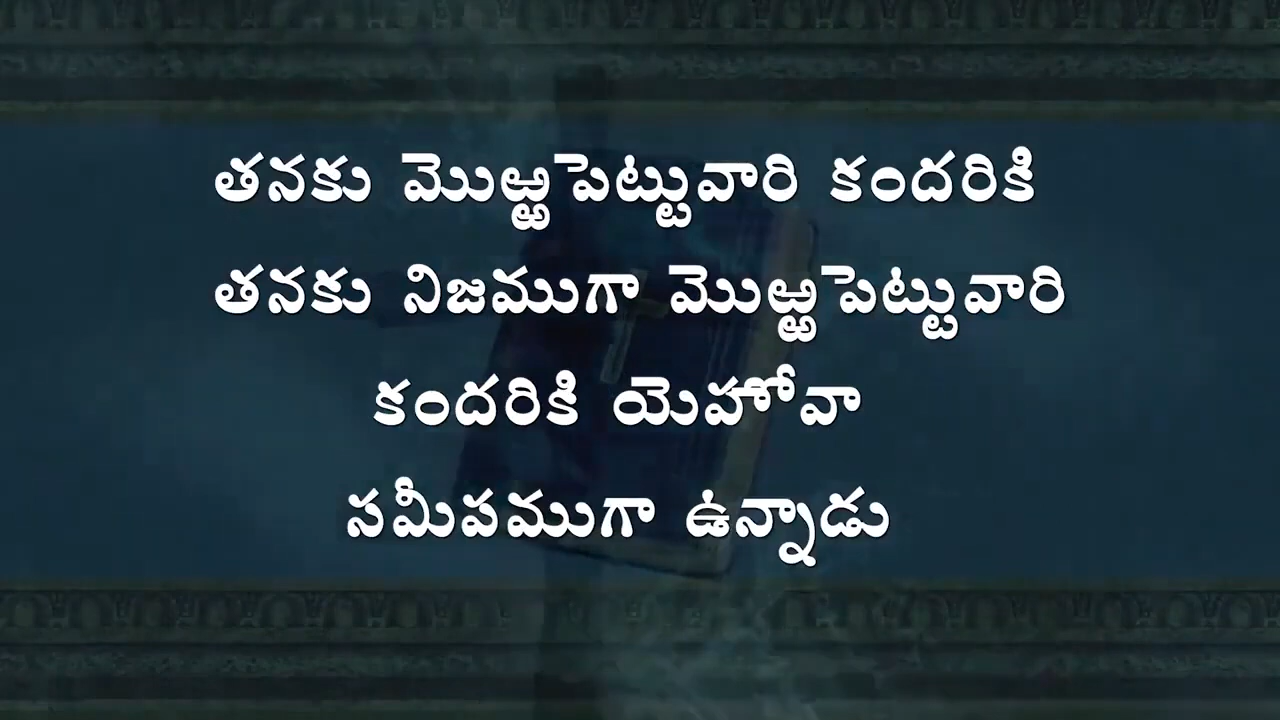 తనకు మొఱ్ఱపెట్టువారి కందరికి
తనకు నిజముగా మొఱ్ఱపెట్టువారి
కందరికి యెహోవా
సమీపముగా ఉన్నాడు